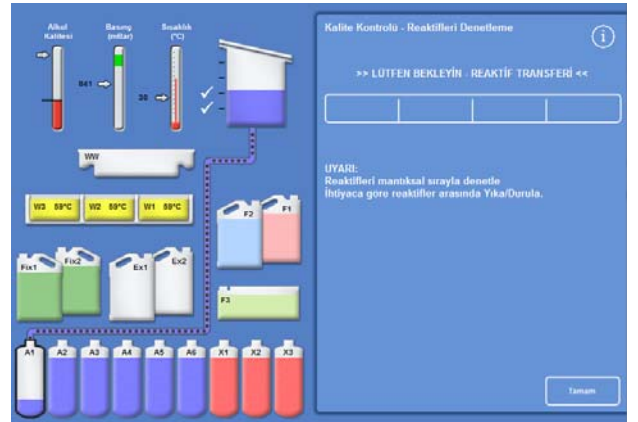 Alkol
Kalitesi
Basınç
(mBar)
Sıcaklık
(°C)
841
30
WW
W3 59°C W2 59°C W1 59°C
Fix1
Fix2
Ex1
Ex2
F2
F1
F3
A1 A2 A3 A4 A5 A6 X1 X2 X3
Kalite Kontrolü - Reaktifleri Denetleme
i
>> LÜTFEN BEKLEYİN - REAKTİF TRANSFERİ <<
UYARI:
Reaktifleri mantıksal sırayla denetle
İhtiyaca göre reaktifler arasında Yıka/Durula.
Tamam